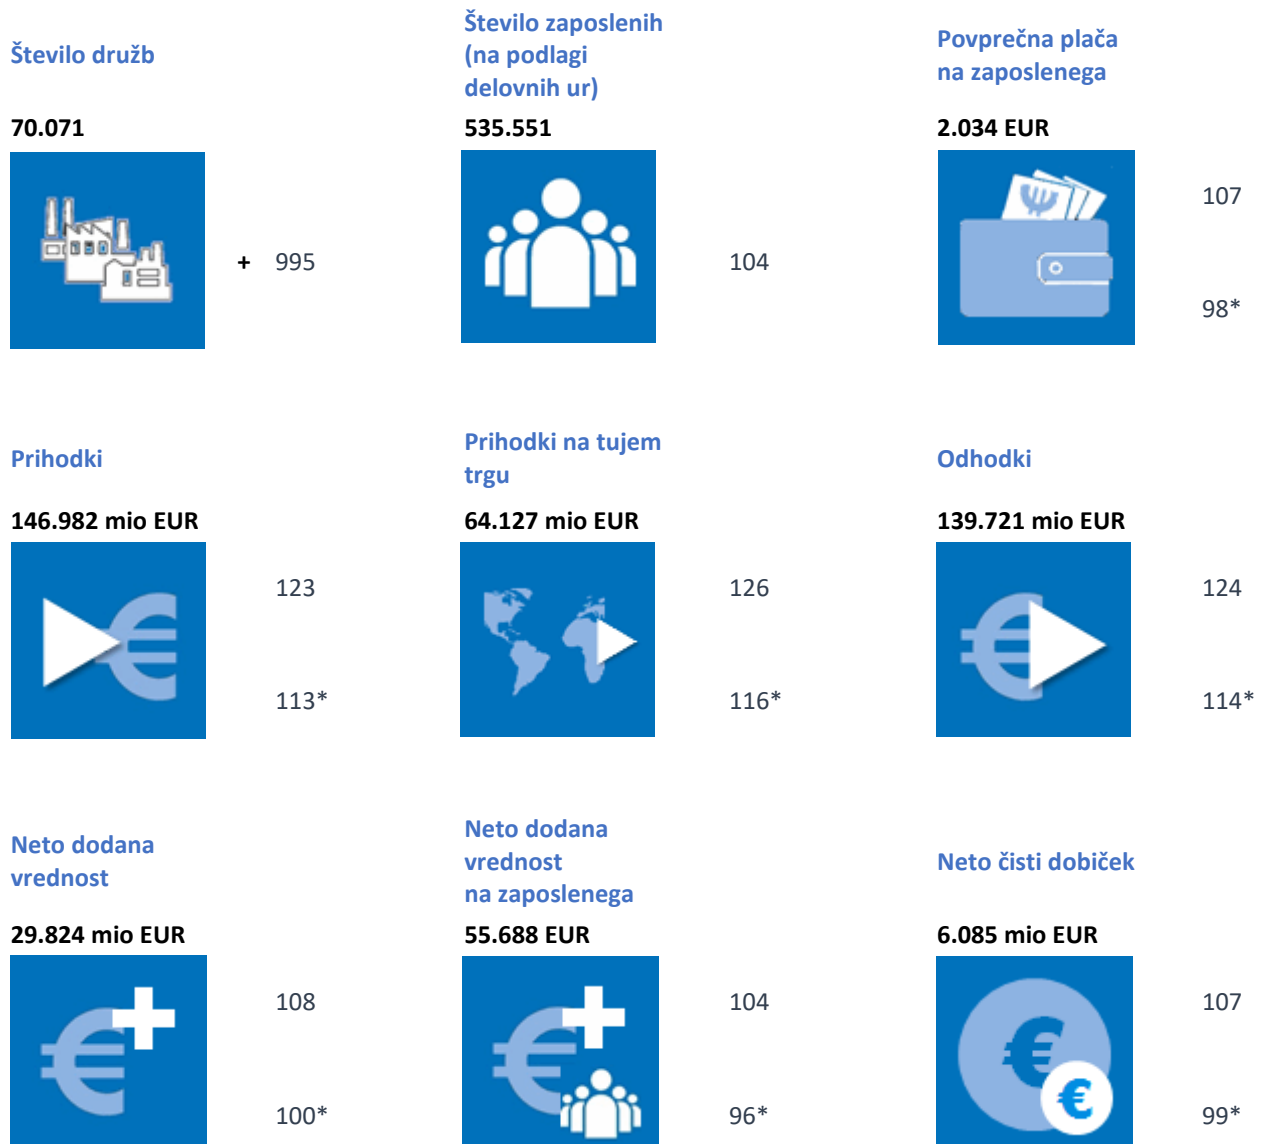 Število družb
70.071
+ 995
Število zaposlenih
(na podlagi
delovnih ur)
535.551
104
Povprečna plača
na zaposlenega
2.034 EUR
107
98*
Prihodki
146.982 mio EUR
123
113*
Prihodki na tujem
trgu
64.127 mio EUR
126
116*
Odhodki
139.721 mio EUR
124
114*
Neto dodana
vrednost
29.824 mio EUR
108
100*
Neto dodana
vrednost
na zaposlenega
55.688 EUR
104
96*
Neto čisti dobiček
6.085 mio EUR
107
99*